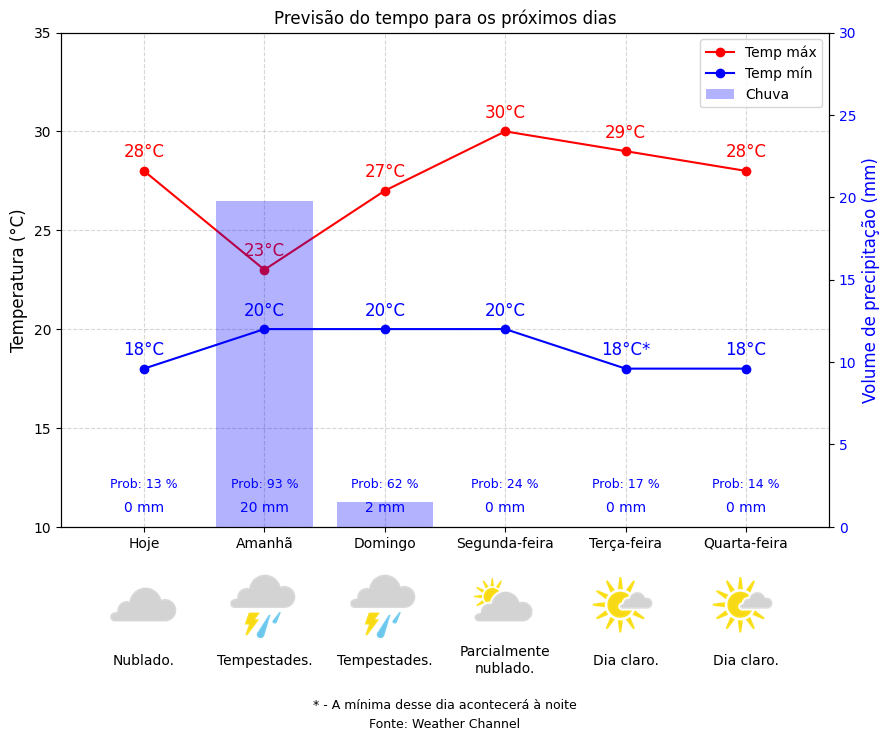 Previsão do tempo para os próximos dias
35
30
25
20
15
10
Temperatura (°C)
30
25
20
15
10
5
0
Volume de precipitação (mm)
Temp máx
Temp mín
Chuva
28°C
23°C
27°C
30°C
29°C
28°C
18°C
20°C
20°C
20°C
18°C*
18°C
Prob: 13 %
Prob: 93 %
Prob: 62 %
Prob: 24 %
Prob: 17 %
Prob: 14 %
0 mm
20 mm
2 mm
0 mm
0 mm
0 mm
Hoje
Amanhã
Domingo
Segunda-feira
Terça-feira
Quarta-feira
Nublado.
Tempestades.
Tempestades.
Parcialmente
nublado.
Dia claro.
Dia claro.
* - A mínima desse dia acontecerá à noite
Fonte: Weather Channel